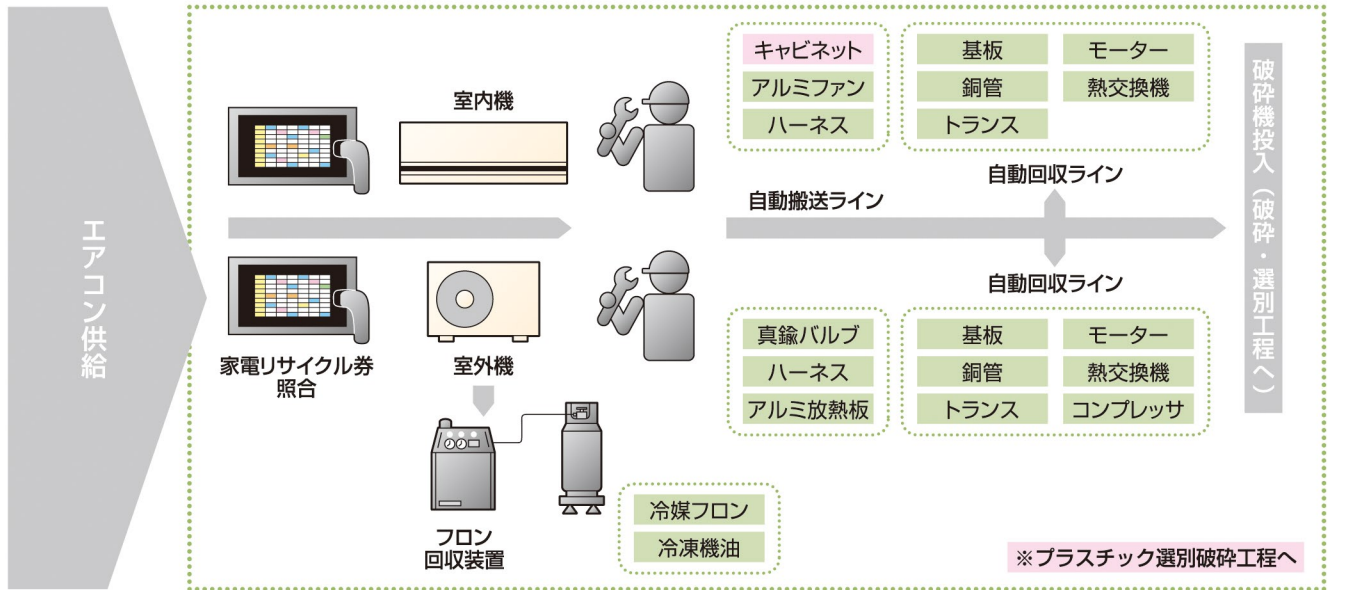 エアコン供給
室内機
家電リサイクル券
照合
室外機
フロン
回収装置
冷媒フロン
冷凍機油
キャビネット
アルミファン
ハーネス
基板
モーター
銅管
熱交換機
トランス
自動回収ライン
自動搬送ライン
自動回収ライン
真鍮バルブ
ハーネス
アルミ放熱板
基板
モーター
銅管
熱交換機
トランス
コンプレッサ
破砕機投入（破砕・選別工程へ）
※プラスチック選別破砕工程へ